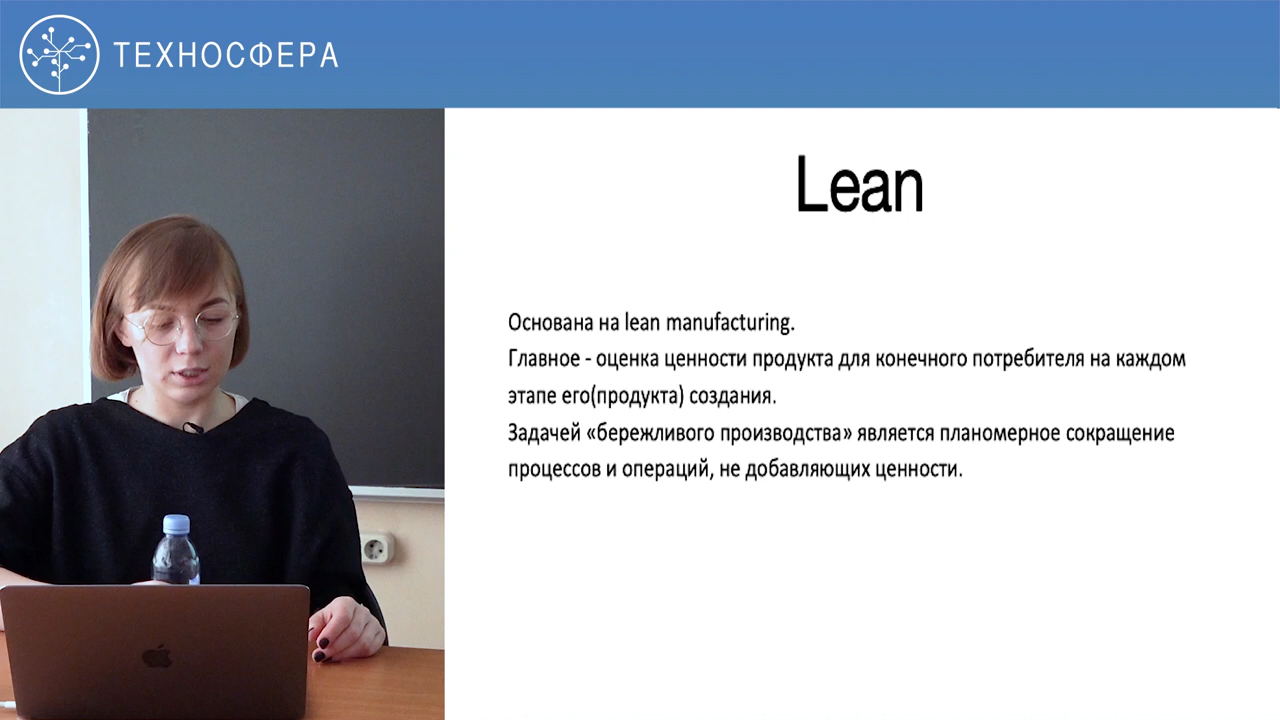 ТЕХНОСФЕРА
Lean
Основана на lean manufacturing.
Главное - оценка ценности продукта для конечного потребителя на каждом
этапе его(продукта) создания.
Задачей «бережливого производства» является планомерное сокращение
процессов и операций, не добавляющих ценности.